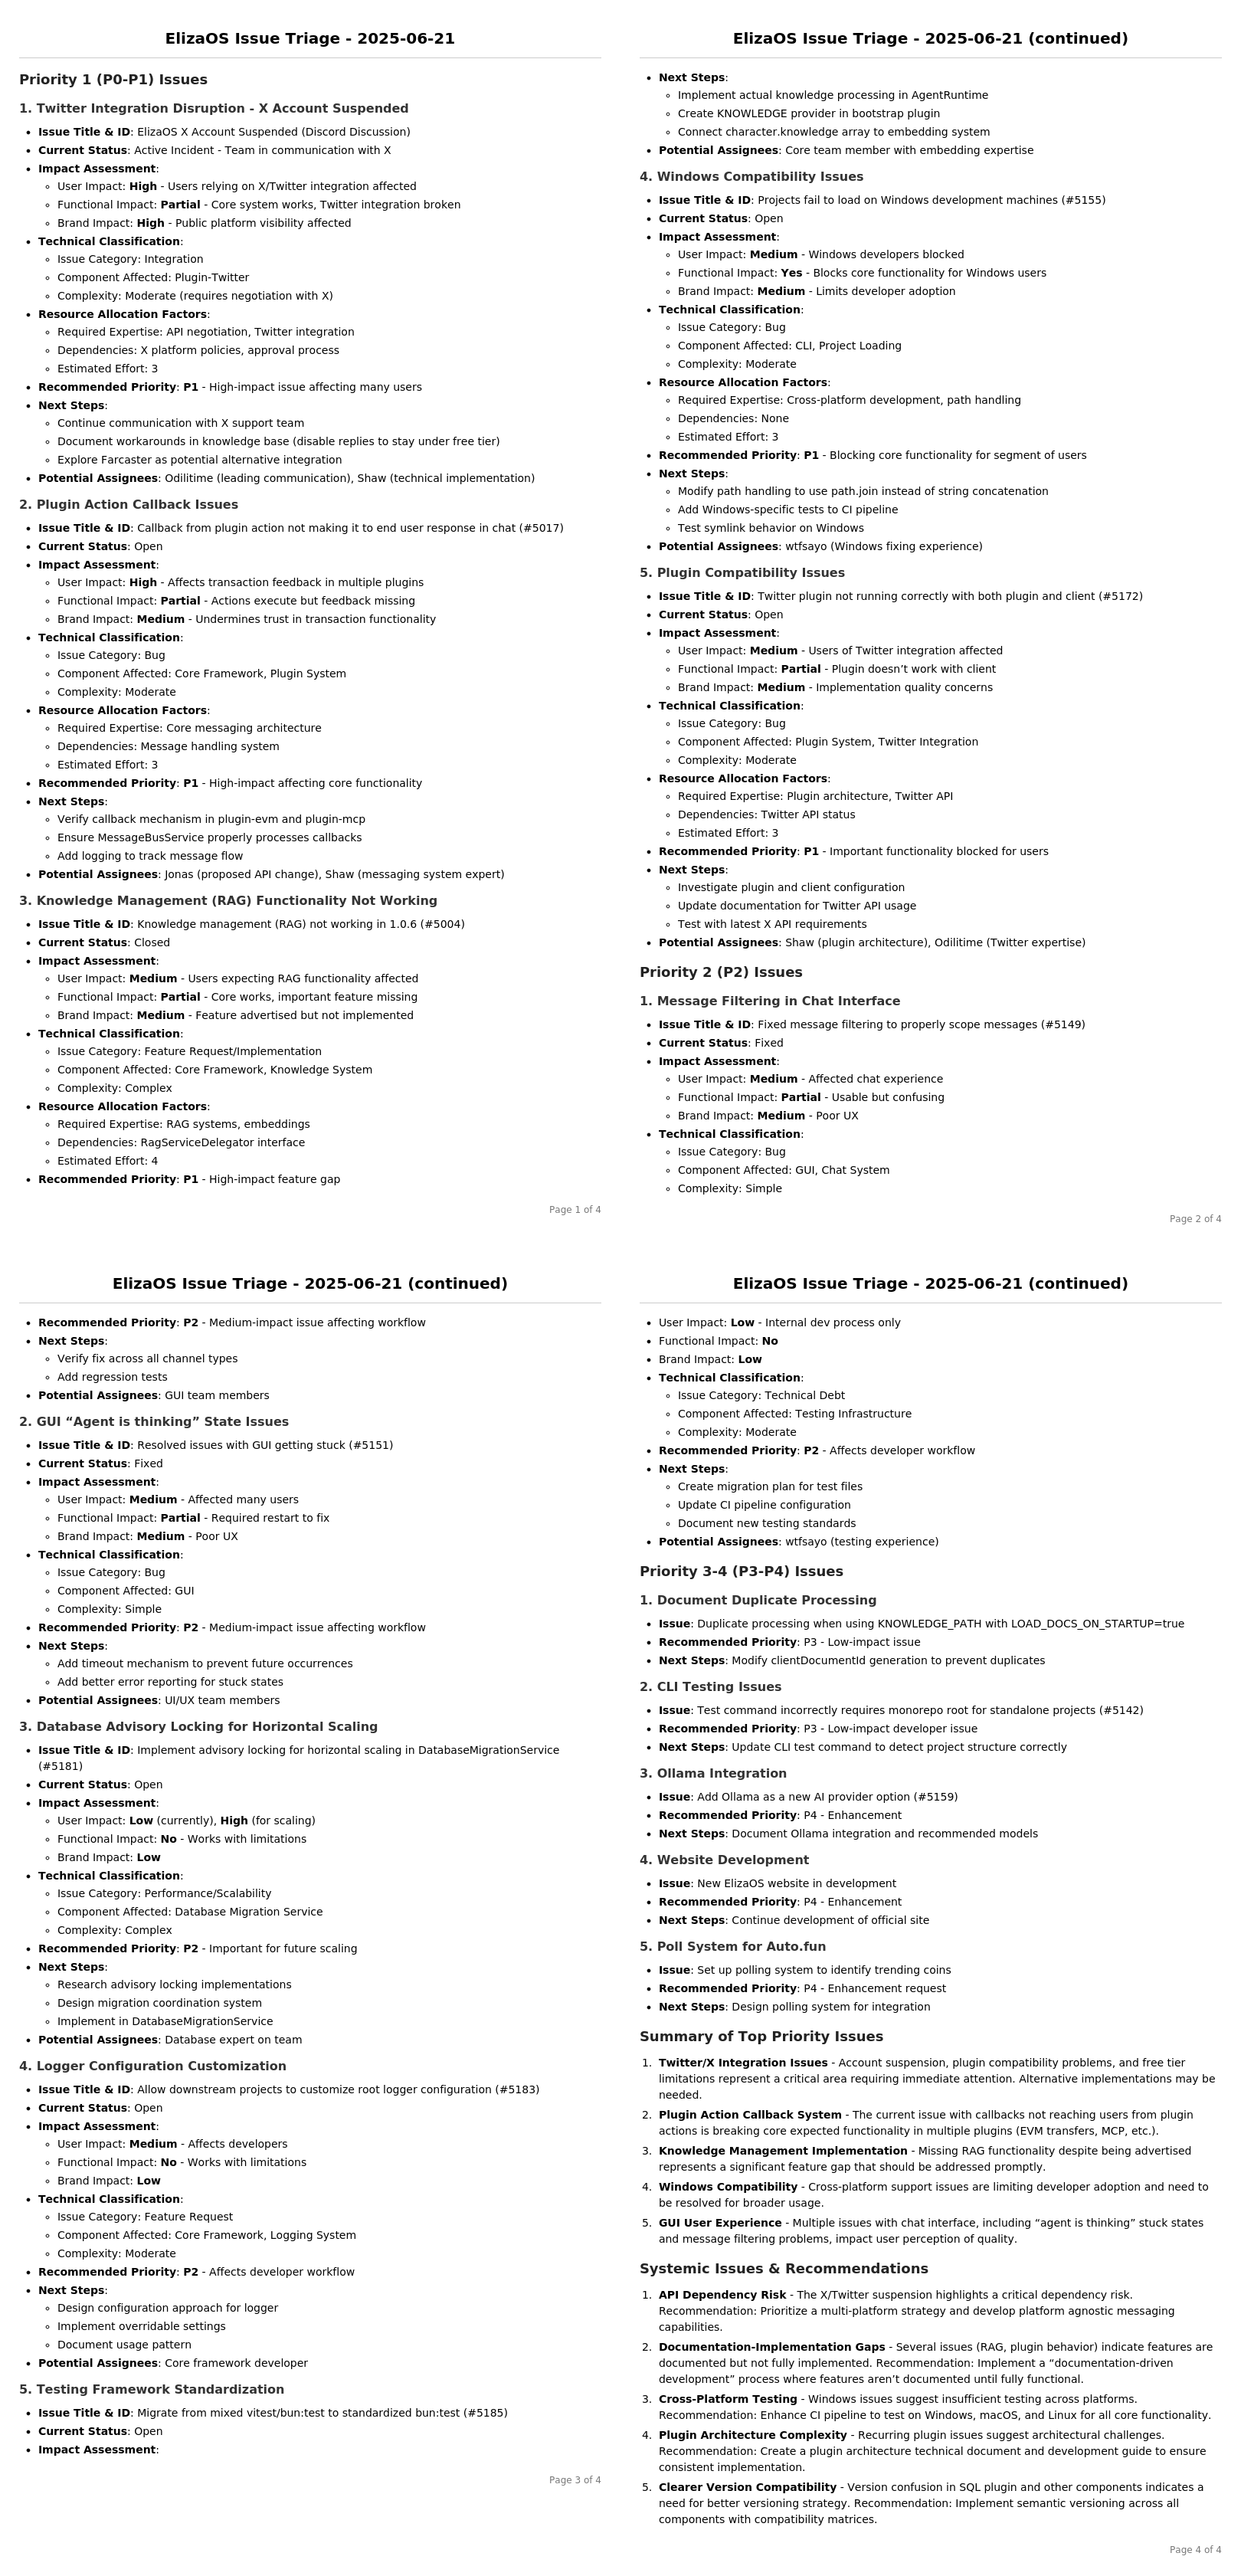 ElizaOS Issue Triage - 2025-06-21
Priority 1 (P0-P1) Issues
1. Twitter Integration Disruption - X Account Suspended
• Issue Title & ID: ElizaOS X Account Suspended (Discord Discussion)
• Current Status: Active Incident - Team in communication with X
• Impact Assessment:
◦ User Impact: High - Users relying on X/Twitter integration affected
◦ Functional Impact: Partial - Core system works, Twitter integration broken
◦ Brand Impact: High - Public platform visibility affected
• Technical Classification:
◦ Issue Category: Integration
◦ Component Affected: Plugin-Twitter
◦ Complexity: Moderate (requires negotiation with X)
• Resource Allocation Factors:
◦ Required Expertise: API negotiation, Twitter integration
◦ Dependencies: X platform policies, approval process
◦ Estimated Effort: 3
• Recommended Priority: P1 - High-impact issue affecting many users
• Next Steps:
◦ Continue communication with X support team
◦ Document workarounds in knowledge base (disable replies to stay under free tier)
◦ Explore Farcaster as potential alternative integration
• Potential Assignees: Odilitime (leading communication), Shaw (technical implementation)
2. Plugin Action Callback Issues
• Issue Title & ID: Callback from plugin action not making it to end user response in chat (#5017)
• Current Status: Open
• Impact Assessment:
◦ User Impact: High - Affects transaction feedback in multiple plugins
◦ Functional Impact: Partial - Actions execute but feedback missing
◦ Brand Impact: Medium - Undermines trust in transaction functionality
• Technical Classification:
◦ Issue Category: Bug
◦ Component Affected: Core Framework, Plugin System
◦ Complexity: Moderate
• Resource Allocation Factors:
◦ Required Expertise: Core messaging architecture
◦ Dependencies: Message handling system
◦ Estimated Effort: 3
• Recommended Priority: P1 - High-impact affecting core functionality
• Next Steps:
◦ Verify callback mechanism in plugin-evm and plugin-mcp
◦ Ensure MessageBusService properly processes callbacks
◦ Add logging to track message flow
• Potential Assignees: Jonas (proposed API change), Shaw (messaging system expert)
3. Knowledge Management (RAG) Functionality Not Working
• Issue Title & ID: Knowledge management (RAG) not working in 1.0.6 (#5004)
• Current Status: Closed
• Impact Assessment:
◦ User Impact: Medium - Users expecting RAG functionality affected
◦ Functional Impact: Partial - Core works, important feature missing
◦ Brand Impact: Medium - Feature advertised but not implemented
• Technical Classification:
◦ Issue Category: Feature Request/Implementation
◦ Component Affected: Core Framework, Knowledge System
◦ Complexity: Complex
• Resource Allocation Factors:
◦ Required Expertise: RAG systems, embeddings
◦ Dependencies: RagServiceDelegator interface
◦ Estimated Effort: 4
• Recommended Priority: P1 - High-impact feature gap
Page 1 of 4
ElizaOS Issue Triage - 2025-06-21 (continued)
• Next Steps:
◦ Implement actual knowledge processing in AgentRuntime
◦ Create KNOWLEDGE provider in bootstrap plugin
◦ Connect character.knowledge array to embedding system
• Potential Assignees: Core team member with embedding expertise
4. Windows Compatibility Issues
• Issue Title & ID: Projects fail to load on Windows development machines (#5155)
• Current Status: Open
• Impact Assessment:
◦ User Impact: Medium - Windows developers blocked
◦ Functional Impact: Yes - Blocks core functionality for Windows users
◦ Brand Impact: Medium - Limits developer adoption
• Technical Classification:
◦ Issue Category: Bug
◦ Component Affected: CLI, Project Loading
◦ Complexity: Moderate
• Resource Allocation Factors:
◦ Required Expertise: Cross-platform development, path handling
◦ Dependencies: None
◦ Estimated Effort: 3
• Recommended Priority: P1 - Blocking core functionality for segment of users
• Next Steps:
◦ Modify path handling to use path.join instead of string concatenation
◦ Add Windows-specific tests to CI pipeline
◦ Test symlink behavior on Windows
• Potential Assignees: wtfsayo (Windows fixing experience)
5. Plugin Compatibility Issues
• Issue Title & ID: Twitter plugin not running correctly with both plugin and client (#5172)
• Current Status: Open
• Impact Assessment:
◦ User Impact: Medium - Users of Twitter integration affected
◦ Functional Impact: Partial - Plugin doesn’t work with client
◦ Brand Impact: Medium - Implementation quality concerns
• Technical Classification:
◦ Issue Category: Bug
◦ Component Affected: Plugin System, Twitter Integration
◦ Complexity: Moderate
• Resource Allocation Factors:
◦ Required Expertise: Plugin architecture, Twitter API
◦ Dependencies: Twitter API status
◦ Estimated Effort: 3
• Recommended Priority: P1 - Important functionality blocked for users
• Next Steps:
◦ Investigate plugin and client configuration
◦ Update documentation for Twitter API usage
◦ Test with latest X API requirements
• Potential Assignees: Shaw (plugin architecture), Odilitime (Twitter expertise)
Priority 2 (P2) Issues
1. Message Filtering in Chat Interface
• Issue Title & ID: Fixed message filtering to properly scope messages (#5149)
• Current Status: Fixed
• Impact Assessment:
◦ User Impact: Medium - Affected chat experience
◦ Functional Impact: Partial - Usable but confusing
◦ Brand Impact: Medium - Poor UX
• Technical Classification:
◦ Issue Category: Bug
◦ Component Affected: GUI, Chat System
◦ Complexity: Simple
Page 2 of 4
ElizaOS Issue Triage - 2025-06-21 (continued)
• Recommended Priority: P2 - Medium-impact issue affecting workflow
• Next Steps:
◦ Verify fix across all channel types
◦ Add regression tests
• Potential Assignees: GUI team members
2. GUI “Agent is thinking” State Issues
• Issue Title & ID: Resolved issues with GUI getting stuck (#5151)
• Current Status: Fixed
• Impact Assessment:
◦ User Impact: Medium - Affected many users
◦ Functional Impact: Partial - Required restart to fix
◦ Brand Impact: Medium - Poor UX
• Technical Classification:
◦ Issue Category: Bug
◦ Component Affected: GUI
◦ Complexity: Simple
• Recommended Priority: P2 - Medium-impact issue affecting workflow
• Next Steps:
◦ Add timeout mechanism to prevent future occurrences
◦ Add better error reporting for stuck states
• Potential Assignees: UI/UX team members
3. Database Advisory Locking for Horizontal Scaling
• Issue Title & ID: Implement advisory locking for horizontal scaling in DatabaseMigrationService
(#5181)
• Current Status: Open
• Impact Assessment:
◦ User Impact: Low (currently), High (for scaling)
◦ Functional Impact: No - Works with limitations
◦ Brand Impact: Low
• Technical Classification:
◦ Issue Category: Performance/Scalability
◦ Component Affected: Database Migration Service
◦ Complexity: Complex
• Recommended Priority: P2 - Important for future scaling
• Next Steps:
◦ Research advisory locking implementations
◦ Design migration coordination system
◦ Implement in DatabaseMigrationService
• Potential Assignees: Database expert on team
4. Logger Configuration Customization
• Issue Title & ID: Allow downstream projects to customize root logger configuration (#5183)
• Current Status: Open
• Impact Assessment:
◦ User Impact: Medium - Affects developers
◦ Functional Impact: No - Works with limitations
◦ Brand Impact: Low
• Technical Classification:
◦ Issue Category: Feature Request
◦ Component Affected: Core Framework, Logging System
◦ Complexity: Moderate
• Recommended Priority: P2 - Affects developer workflow
• Next Steps:
◦ Design configuration approach for logger
◦ Implement overridable settings
◦ Document usage pattern
• Potential Assignees: Core framework developer
5. Testing Framework Standardization
• Issue Title & ID: Migrate from mixed vitest/bun:test to standardized bun:test (#5185)
• Current Status: Open
• Impact Assessment:
Page 3 of 4
ElizaOS Issue Triage - 2025-06-21 (continued)
• User Impact: Low - Internal dev process only
• Functional Impact: No
• Brand Impact: Low
• Technical Classification:
◦ Issue Category: Technical Debt
◦ Component Affected: Testing Infrastructure
◦ Complexity: Moderate
• Recommended Priority: P2 - Affects developer workflow
• Next Steps:
◦ Create migration plan for test files
◦ Update CI pipeline configuration
◦ Document new testing standards
• Potential Assignees: wtfsayo (testing experience)
Priority 3-4 (P3-P4) Issues
1. Document Duplicate Processing
• Issue: Duplicate processing when using KNOWLEDGE_PATH with LOAD_DOCS_ON_STARTUP=true
• Recommended Priority: P3 - Low-impact issue
• Next Steps: Modify clientDocumentId generation to prevent duplicates
2. CLI Testing Issues
• Issue: Test command incorrectly requires monorepo root for standalone projects (#5142)
• Recommended Priority: P3 - Low-impact developer issue
• Next Steps: Update CLI test command to detect project structure correctly
3. Ollama Integration
• Issue: Add Ollama as a new AI provider option (#5159)
• Recommended Priority: P4 - Enhancement
• Next Steps: Document Ollama integration and recommended models
4. Website Development
• Issue: New ElizaOS website in development
• Recommended Priority: P4 - Enhancement
• Next Steps: Continue development of official site
5. Poll System for Auto.fun
• Issue: Set up polling system to identify trending coins
• Recommended Priority: P4 - Enhancement request
• Next Steps: Design polling system for integration
Summary of Top Priority Issues
1. Twitter/X Integration Issues - Account suspension, plugin compatibility problems, and free tier
limitations represent a critical area requiring immediate attention. Alternative implementations may be
needed.
2. Plugin Action Callback System - The current issue with callbacks not reaching users from plugin
actions is breaking core expected functionality in multiple plugins (EVM transfers, MCP, etc.).
3. Knowledge Management Implementation - Missing RAG functionality despite being advertised
represents a significant feature gap that should be addressed promptly.
4. Windows Compatibility - Cross-platform support issues are limiting developer adoption and need to
be resolved for broader usage.
5. GUI User Experience - Multiple issues with chat interface, including “agent is thinking” stuck states
and message filtering problems, impact user perception of quality.
Systemic Issues & Recommendations
1. API Dependency Risk - The X/Twitter suspension highlights a critical dependency risk.
Recommendation: Prioritize a multi-platform strategy and develop platform agnostic messaging
capabilities.
2. Documentation-Implementation Gaps - Several issues (RAG, plugin behavior) indicate features are
documented but not fully implemented. Recommendation: Implement a “documentation-driven
development” process where features aren’t documented until fully functional.
3. Cross-Platform Testing - Windows issues suggest insufficient testing across platforms.
Recommendation: Enhance CI pipeline to test on Windows, macOS, and Linux for all core functionality.
4. Plugin Architecture Complexity - Recurring plugin issues suggest architectural challenges.
Recommendation: Create a plugin architecture technical document and development guide to ensure
consistent implementation.
5. Clearer Version Compatibility - Version confusion in SQL plugin and other components indicates a
need for better versioning strategy. Recommendation: Implement semantic versioning across all
components with compatibility matrices.
Page 4 of 4